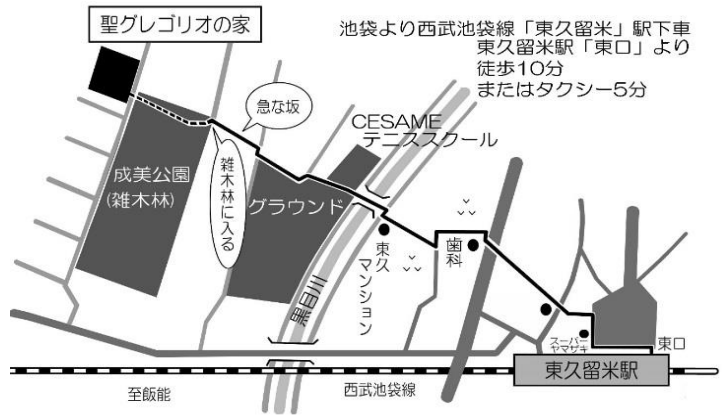 聖グレゴリオの家
池袋より西武池袋線「東久留米」駅下車
東久留米駅「東口」より
徒歩10分
またはタクシー5分
急な坂
CESAME
テニススクール
成美公園
(雑木林)
雑木林に入る
グラウンド
東久
マンション
歯科
黒目川
スーパー
ヤマザキ
東口
東久留米駅
至飯能
西武池袋線